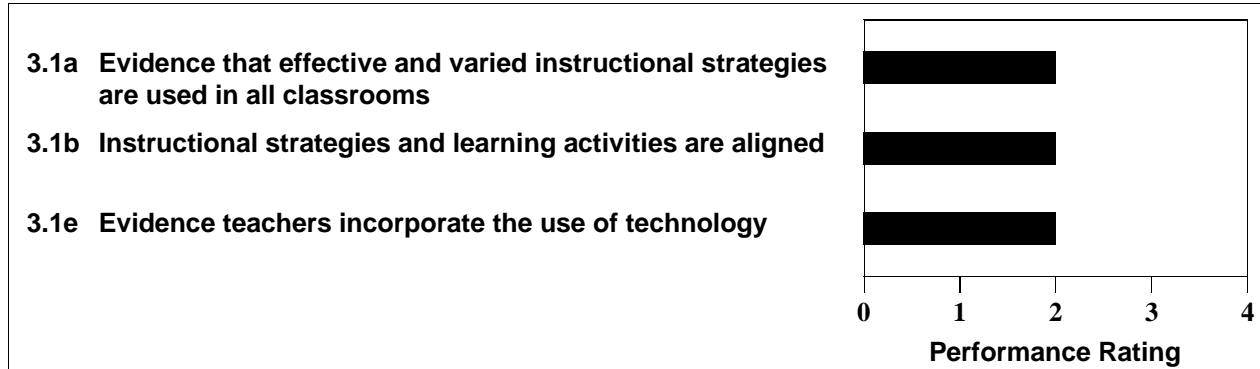 3.1a Evidence that effective and varied instructional strategies
are used in all classrooms
3.1b Instructional strategies and learning activities are aligned
3.1e Evidence teachers incorporate the use of technology
0 1 2 3 4
Performance Rating